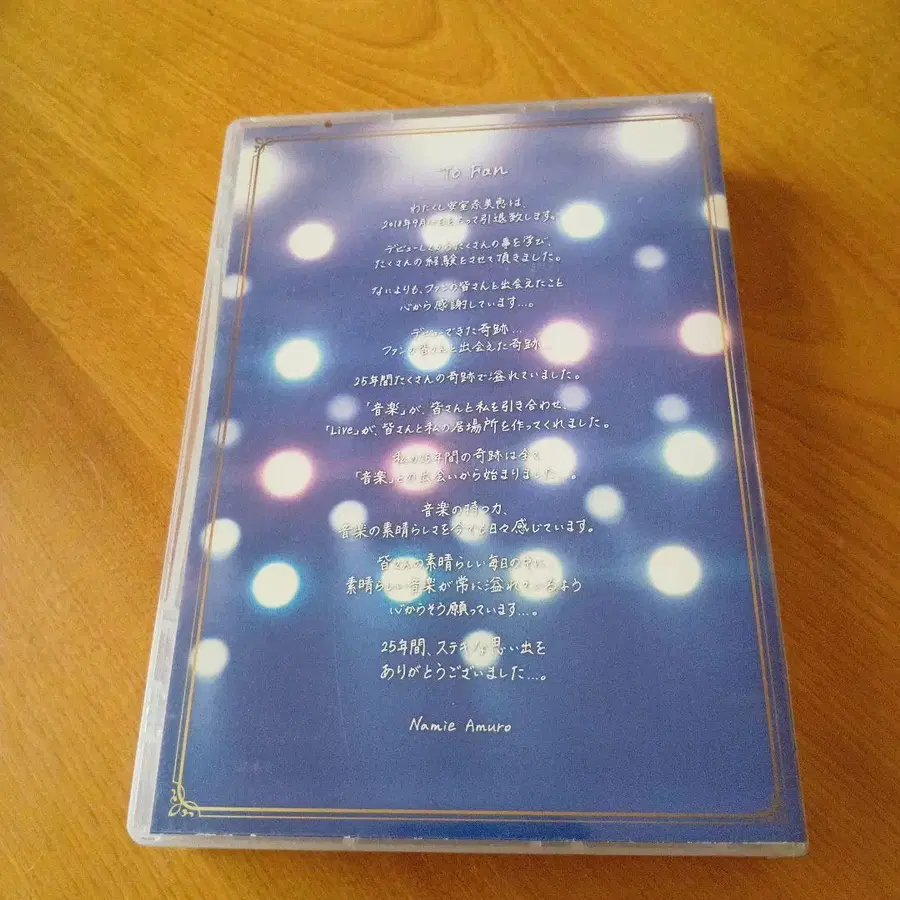 To Fan
わたくし安室奈美恵は、
2018年9月をもって引退致します。
デビューしてからたくさんの事を学び、
たくさんの経験をさせて頂きました。
なによりも、ファンの皆さんと出会えたこと
心から感謝しています...。
デビューできた奇跡...
ファンの皆さんと出会えた奇跡...
25年間たくさんの奇跡で溢れていました。
「音楽」が、皆さんと私を引き合わせ、
「Live」が、皆さんと私の居場所を作ってくれました。
私の25年間の奇跡は全て
「音楽」との出会いから始まりました...。
音楽の持つ力、
音楽の素晴らしさを今でも日々感じています。
皆さんの素晴らしい毎日の中に、
素晴らしい音楽が常に溢れているよう
心からそう願っています...。
25年間、ステキな思い出を
ありがとうございました...。
Namie Amuro